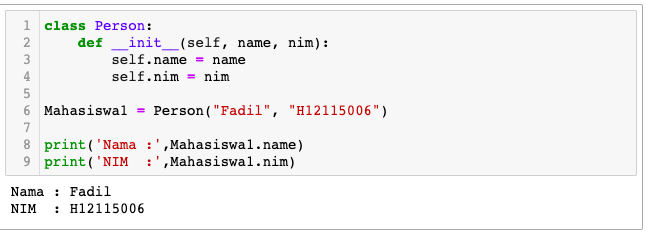 1 class Person:
2     def __init__(self, name, nim):
3         self.name = name
4         self.nim = nim
5
6 Mahasiswa1 = Person("Fadil", "H12115006")
7
8 print('Nama :',Mahasiswa1.name)
9 print('NIM  :',Mahasiswa1.nim)
Nama : Fadil
NIM  : H12115006